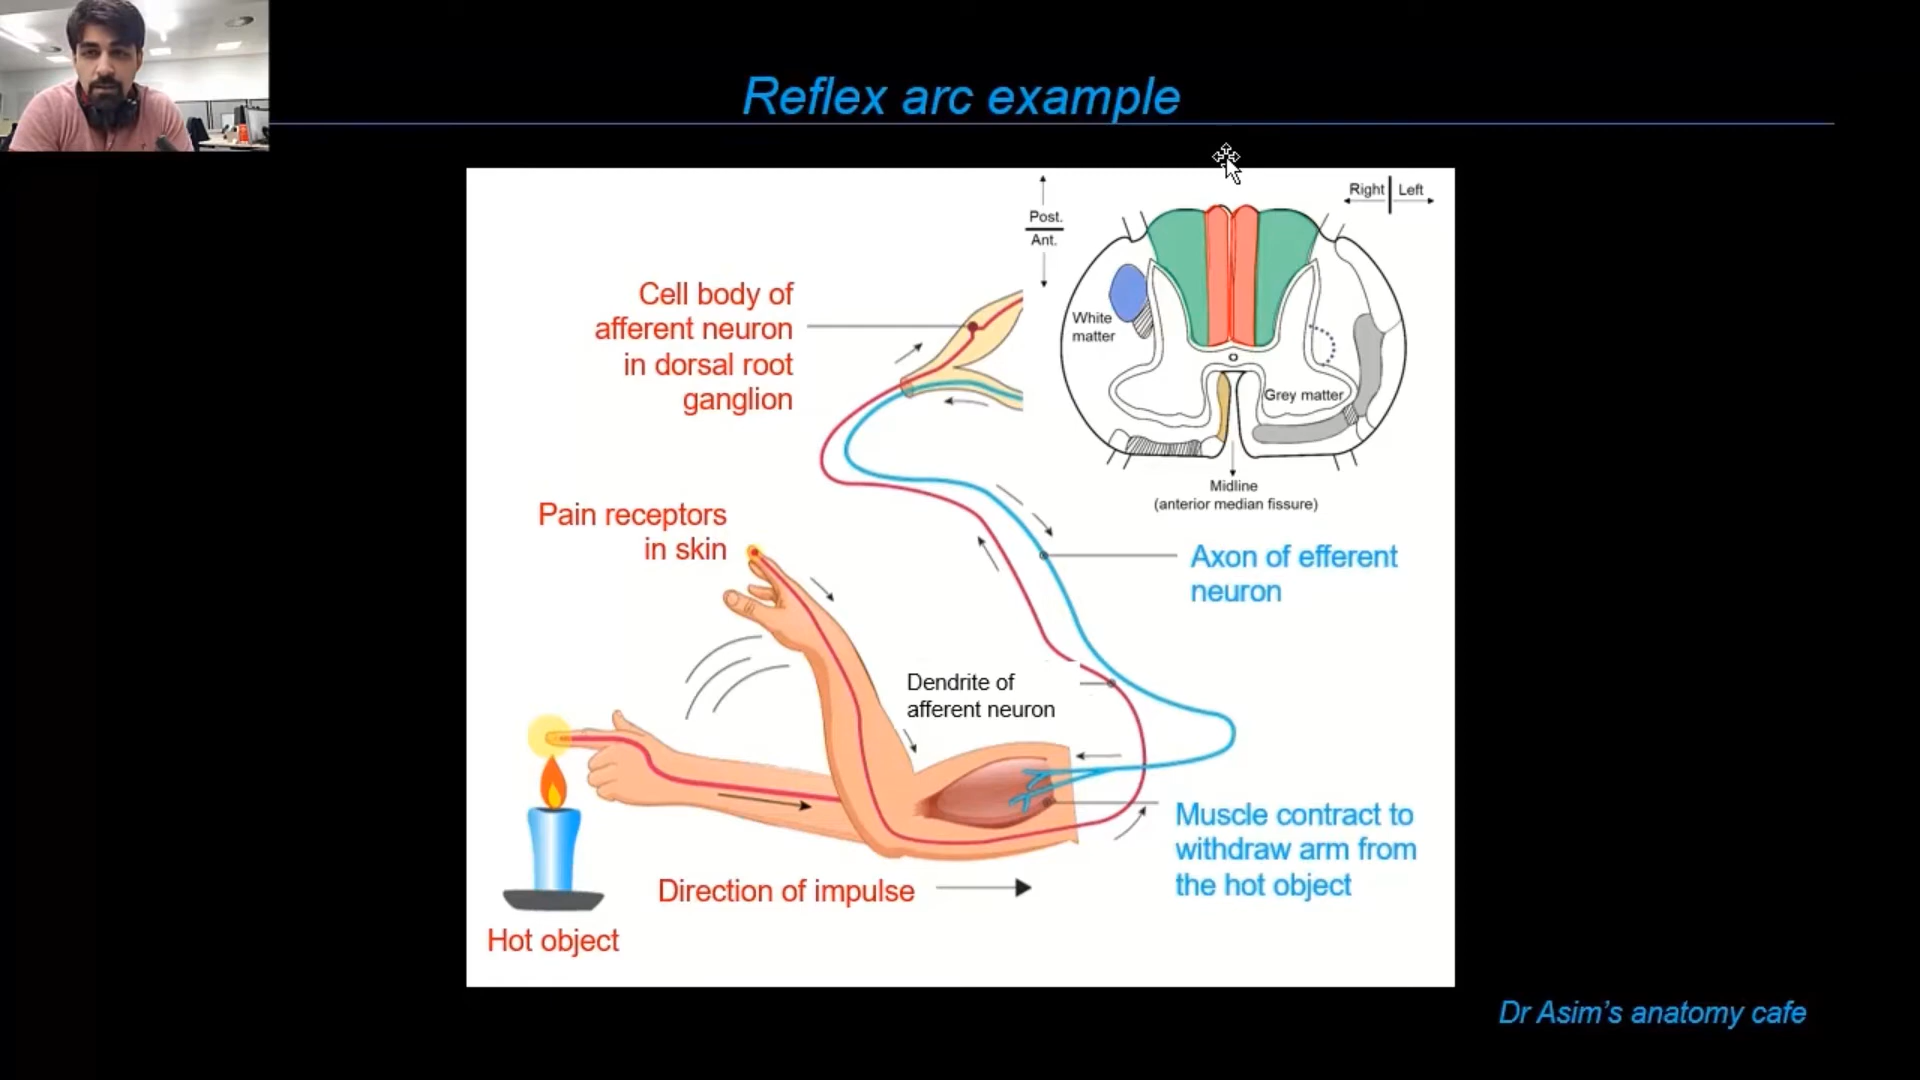 Reflex arc example
Right Left
Post.
Ant.
Cell body of
afferent neuron
in dorsal root
ganglion
White
matter
Grey matter
Midline
(anterior median fissure)
Pain receptors
in skin
Axon of efferent
neuron
Dendrite of
afferent neuron
Muscle contract to
withdraw arm from
the hot object
Direction of impulse
Hot object
Dr Asim's anatomy cafe